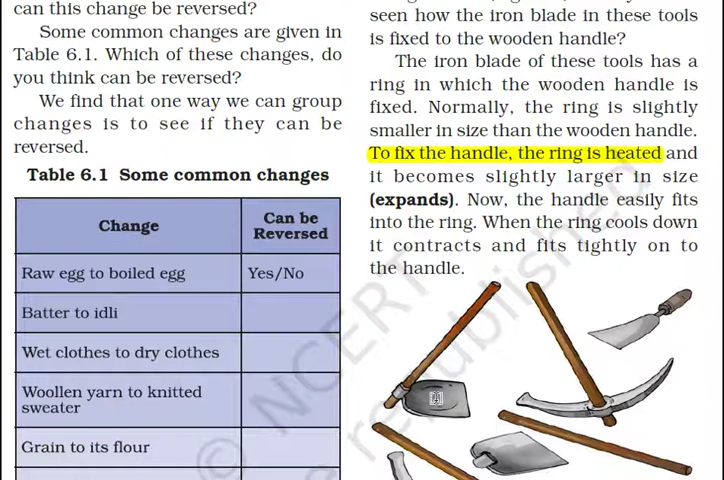 can this change be reversed?
Some common changes are given in
Table 6.1. Which of these changes, do
you think can be reversed?
We find that one way we can group
changes is to see if they can be
reversed.
Table 6.1 Some common changes
Change
Can be
Reversed
Raw egg to boiled egg
Yes/No
Batter to idli
Wet clothes to dry clothes
Woollen yarn to knitted
sweater
Grain to its flour
seen how the iron blade in these tools
is fixed to the wooden handle?
The iron blade of these tools has a
ring in which the wooden handle is
fixed. Normally, the ring is slightly
smaller in size than the wooden handle.
To fix the handle, the ring is heated and
it becomes slightly larger in size
(expands). Now, the handle easily fits
into the ring. When the ring cools down
it contracts and fits tightly on to
the handle.
© NCERT
be republished